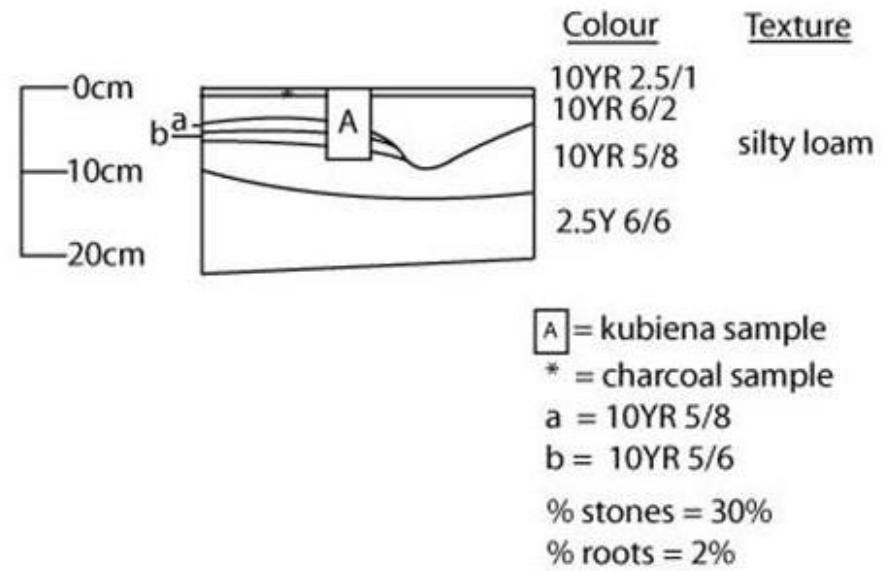 Colour Texture
0cm
10cm
20cm
a
b
A
10YR 2.5/1
10YR 6/2
10YR 5/8
2.5Y 6/6
silty loam
A = kubiena sample
* = charcoal sample
a = 10YR 5/8
b = 10YR 5/6
% stones = 30%
% roots = 2%